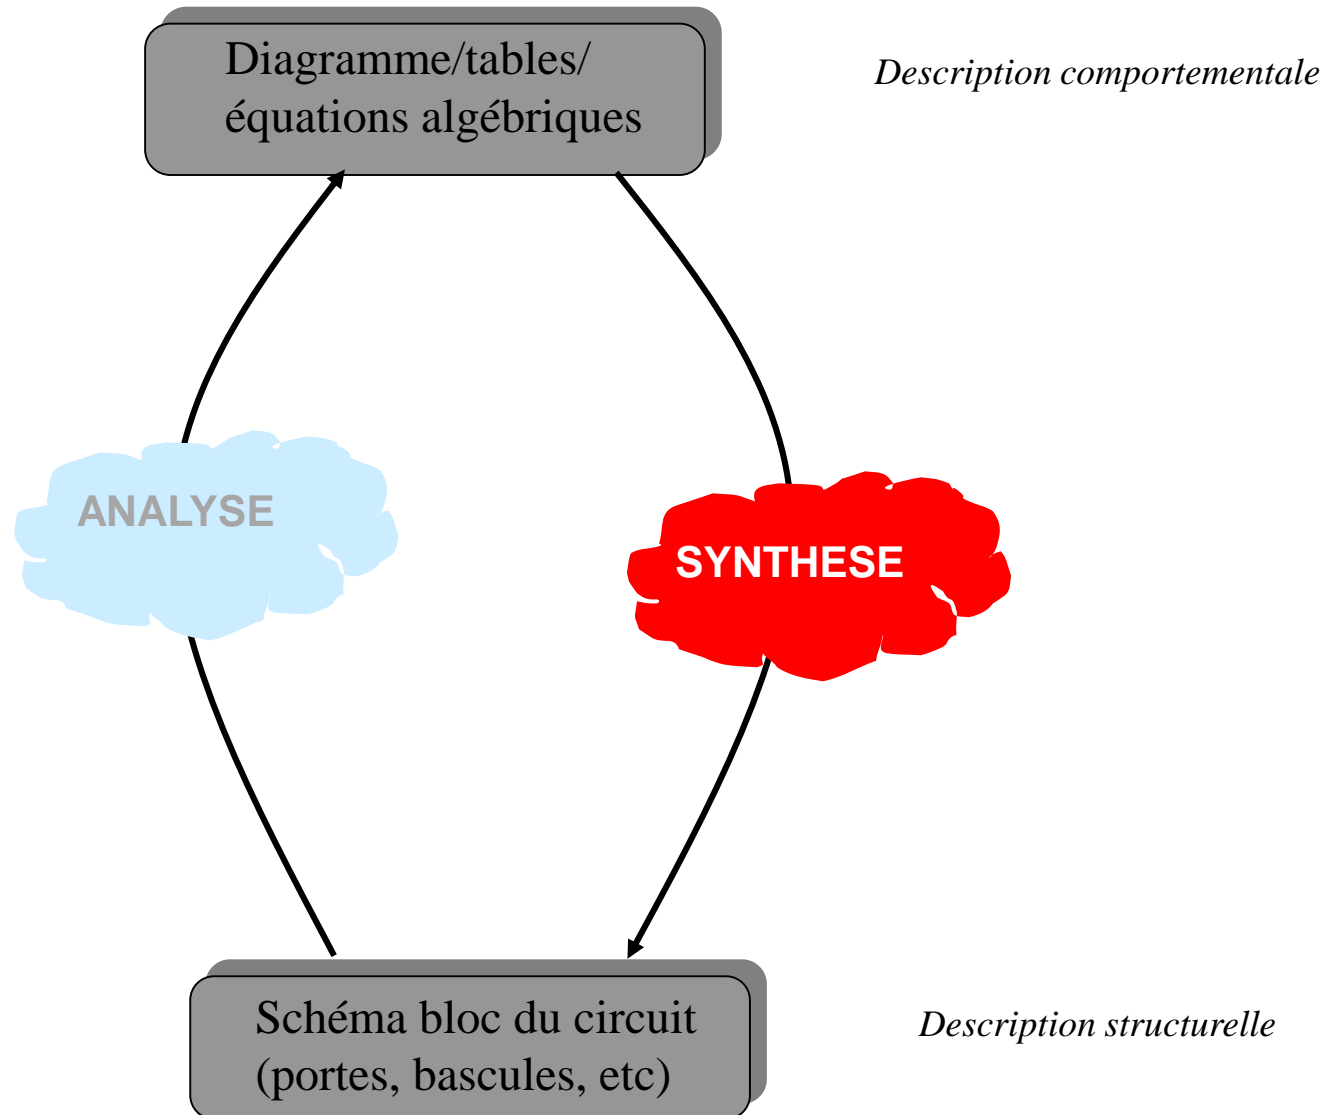 Diagramme/tables/
équations algébriques
Description comportementale
ANALYSE
SYNTHESE
Schéma bloc du circuit
(portes, bascules, etc)
Description structurelle